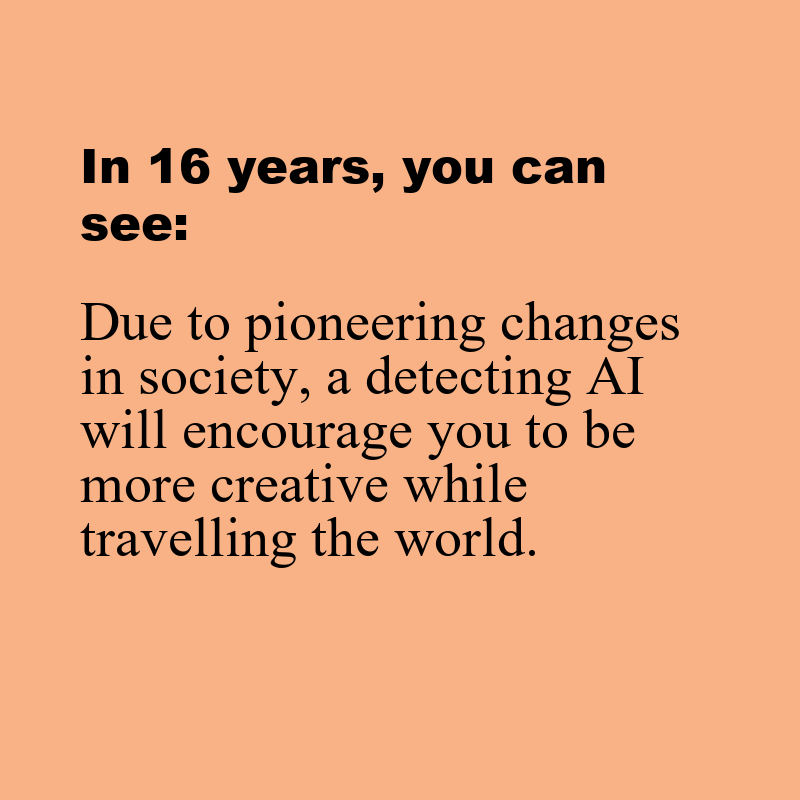 In 16 years, you can
see:
Due to pioneering changes
in society, a detecting AI
will encourage you to be
more creative while
travelling the world.